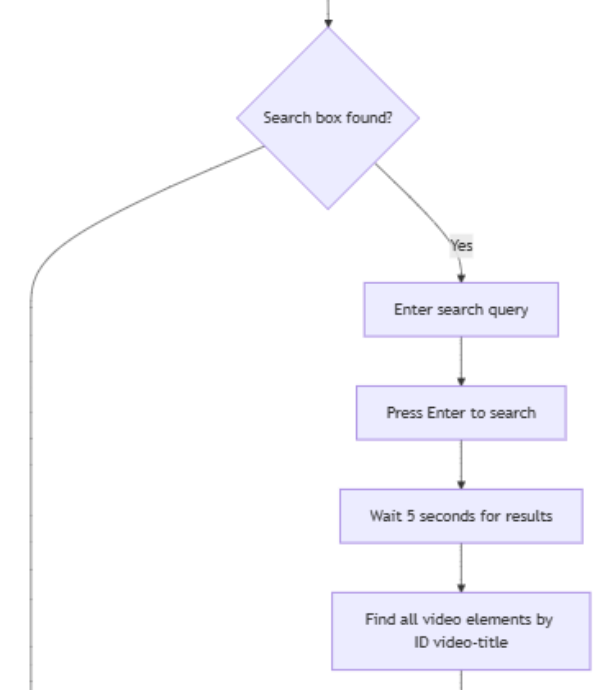 Search box found?
Yes
Enter search query
Press Enter to search
Wait 5 seconds for results
Find all video elements by
ID video-title